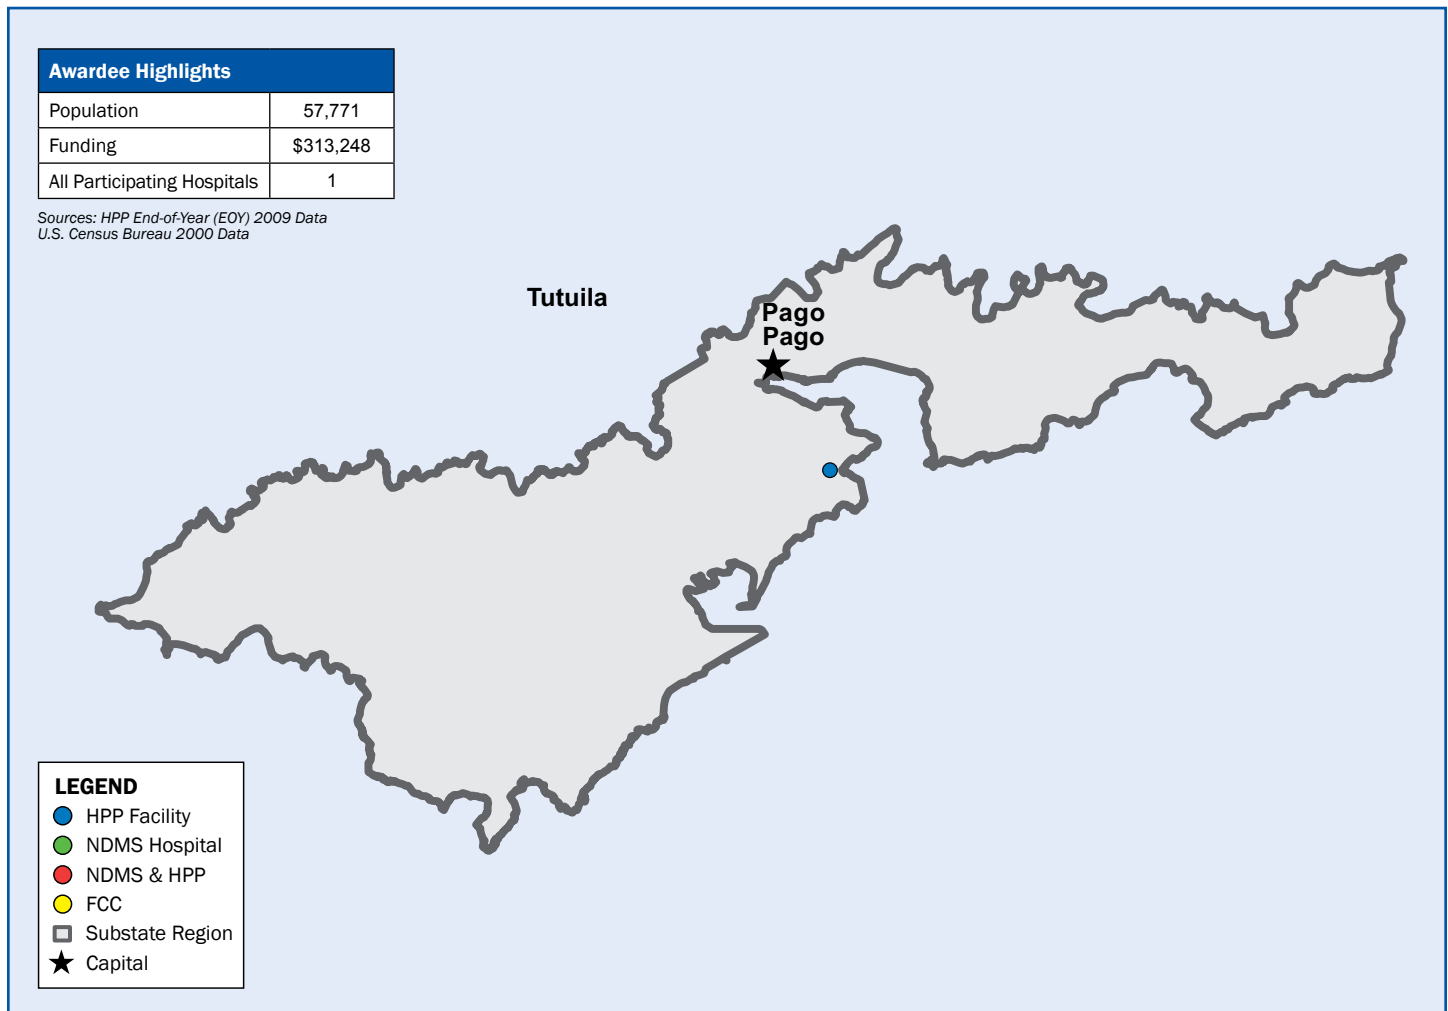 Awardee Highlights
Population 57,771
Funding $313,248
All Participating Hospitals 1
Sources: HPP End-of-Year (EOY) 2009 Data
U.S. Census Bureau 2000 Data
Tutuila
Pago
Pago
LEGEND
HPP Facility
NDMS Hospital
NDMS & HPP
FCC
Substate Region
Capital